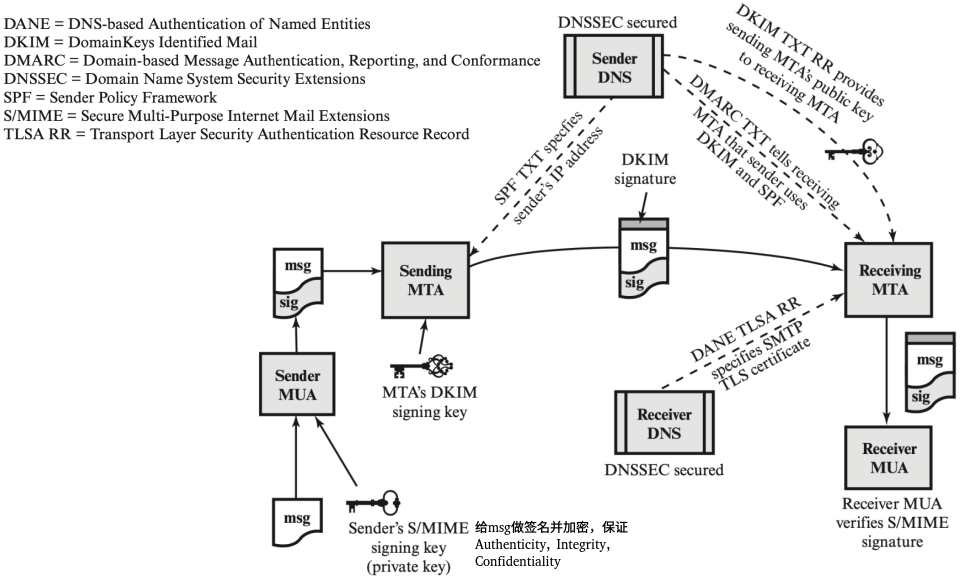 DANE = DNS-based Authentication of Named Entities
DKIM = DomainKeys Identified Mail
DMARC = Domain-based Message Authentication, Reporting, and Conformance
DNSSEC = Domain Name System Security Extensions
SPF = Sender Policy Framework
S/MIME = Secure Multi-Purpose Internet Mail Extensions
TLSA RR = Transport Layer Security Authentication Resource Record
DNSSEC secured
Sender
DNS
DKIM TXT RR provides
sending MTA's public key
to receiving MTA
DMARC TXT tells receiving
MTA that sender uses
DKIM and SPF
SPF TXT specfies
sender's IP address
DKIM
signature
msg
sig
msg
sig
Sending
MTA
Receiving
MTA
DANE TLSA RR
specifies SMTP
TLS certificate
MTA's DKIM
signing key
Sender
MUA
Receiver
DNS
DNSSEC secured
msg
sig
Receiver
MUA
Receiver MUA
verifies S/MIME
signature
msg
Sender's S/MIME
signing key
(private key)
给msg做签名并加密，保证
Authenticity, Integrity,
Confidentiality